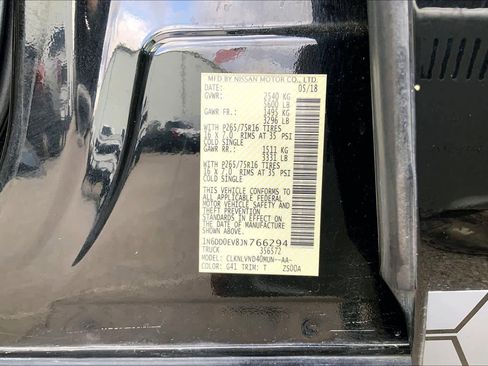 MFD BY NISSAN MOTOR CO., LTD.
DATE: 05/18
GVWR: 2540 KG
5600 LB
GAWR FR: 1495 KG
3296 LB
WITH P265/75R16 TIRES
16 X 7.0 RIMS AT 35 PSI
COLD SINGLE
GAWR RR: 1511 KG
3331 LB
WITH P265/75R16 TIRES
16 X 7.0 RIMS AT 35 PSI
COLD SINGLE
THIS VEHICLE CONFORMS TO
ALL APPLICABLE FEDERAL
MOTOR VEHICLE SAFETY AND
THEFT PREVENTION
STANDARDS IN EFFECT ON
THE DATE OF MANUFACTURE
SHOWN ABOVE.
1N6DD0EV8JN766294
TRUCK 356572
MODEL: CLKNLVND40MUN--AA-
COLOR: G41 TRIM: T Z500A